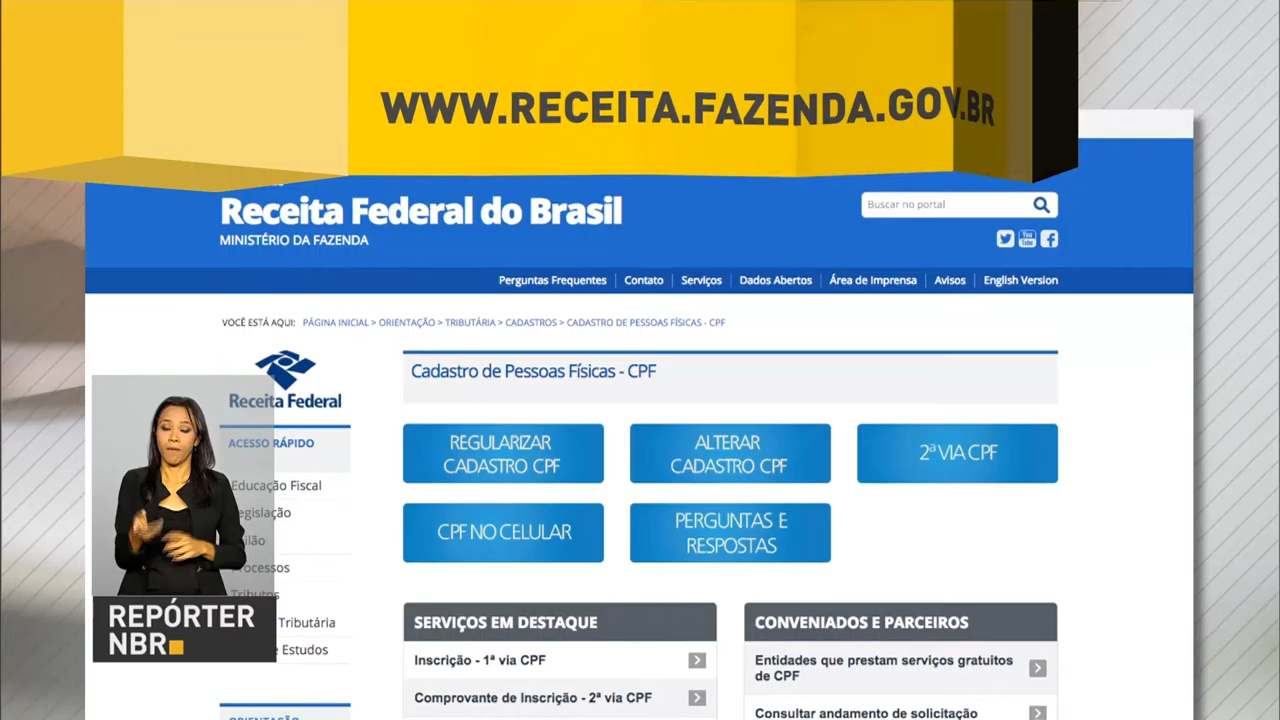 WWW.RECEITA.FAZENDA.GOV.BR
Receita Federal do Brasil
MINISTÉRIO DA FAZENDA
Buscar no portal
You
Tube
Perguntas Frequentes
Contato
Serviços
Dados Abertos
Área de Imprensa
Avisos
English Version
VOCÊ ESTÁ AQUI: PÁGINA INICIAL > ORIENTAÇÃO > TRIBUTÁRIA > CADASTROS > CADASTRO DE PESSOAS FÍSICAS - CPF
Receita Federal
ACESSO RÁPIDO
Educação Fiscal
egislação
Processos
Tributos
Tributária
e Estudos
Cadastro de Pessoas Físicas - CPF
REGULARIZAR
CADASTRO CPF
ALTERAR
CADASTRO CPF
2ª VIA CPF
CPF NO CELULAR
PERGUNTAS E
RESPOSTAS
SERVIÇOS EM DESTAQUE
Inscrição - 1ª via CPF
Comprovante de Inscrição - 2ª via CPF
CONVENIADOS E PARCEIROS
Entidades que prestam serviços gratuitos
de CPF
Consultar andamento de solicitação
REPÓRTER
NBR